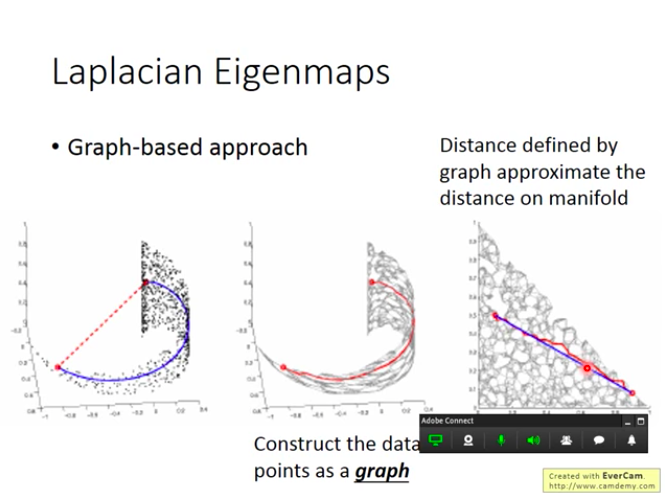 Laplacian Eigenmaps
• Graph-based approach
Distance defined by
graph approximate the
distance on manifold
Construct the data
points as a graph
Adobe Connect
Created with EverCam.
http://www.camdemy.com